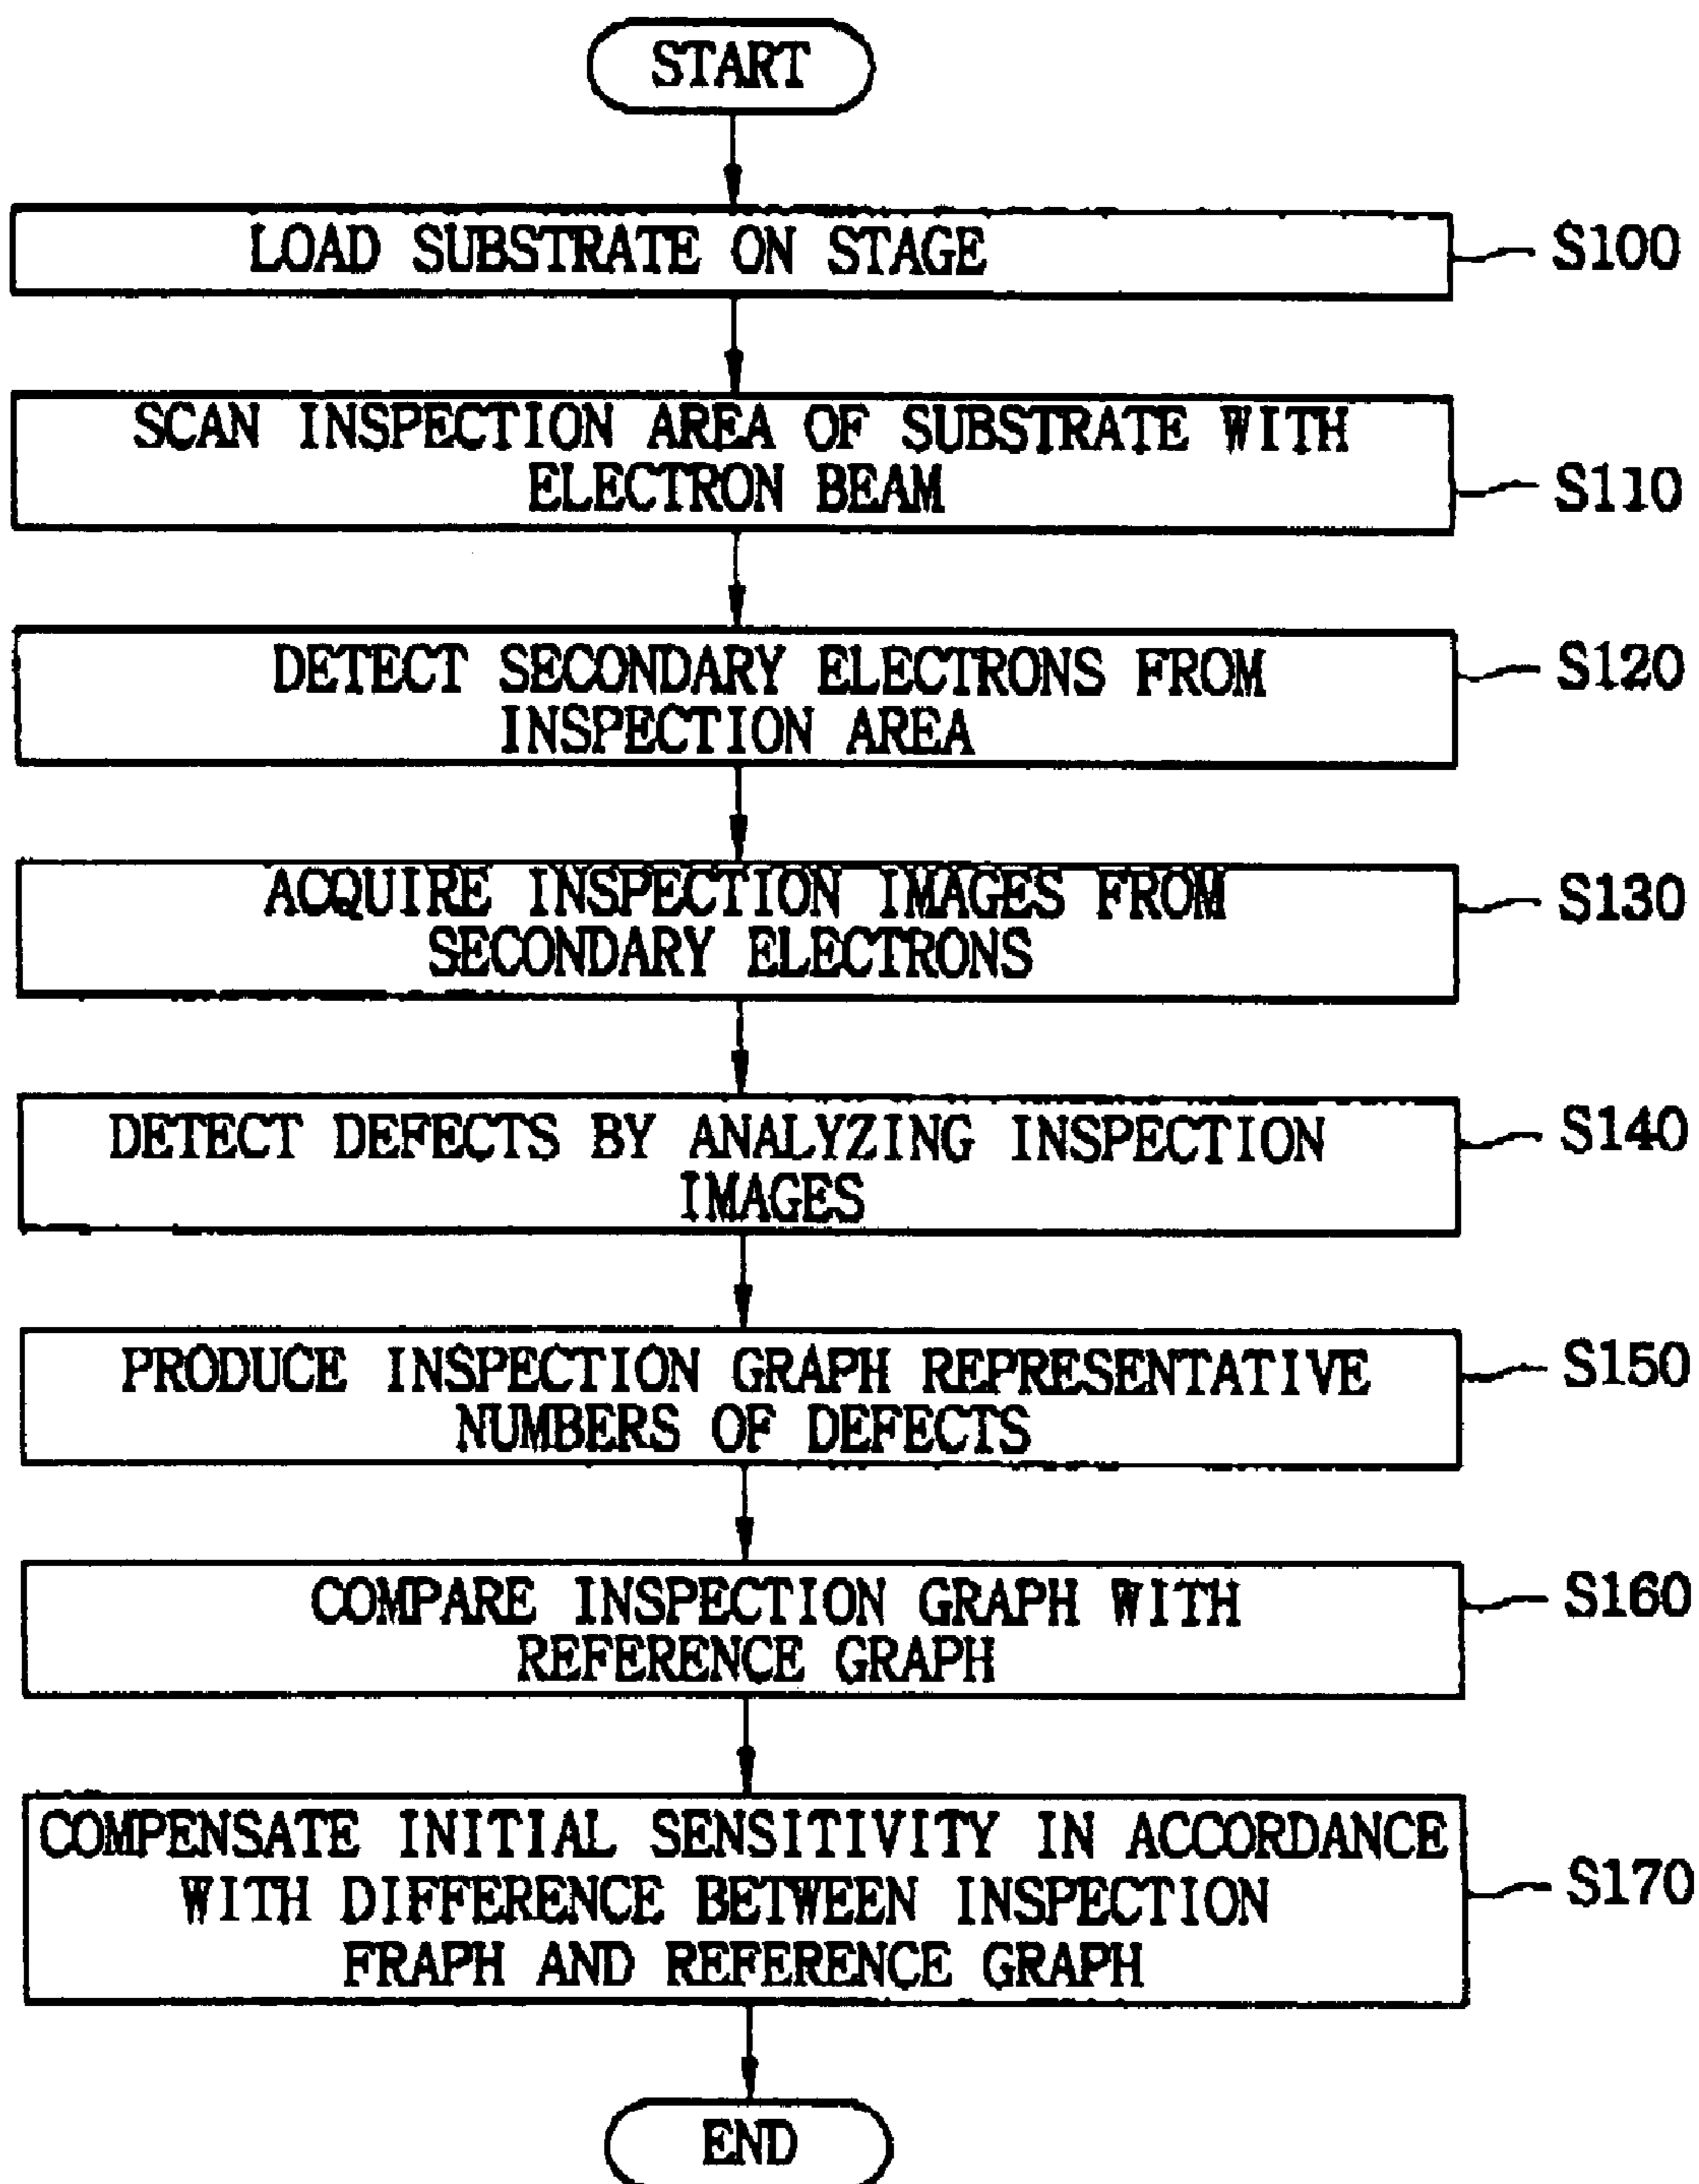 START
LOAD SUBSTRATE ON STAGE
S100
SCAN INSPECTION AREA OF SUBSTRATE WITH
ELECTRON BEAM
S110
DETECT SECONDARY ELECTRONS FROM
INSPECTION AREA
S120
ACQUIRE INSPECTION IMAGES FROM
SECONDARY ELECTRONS
S130
DETECT DEFECTS BY ANALYZING INSPECTION
IMAGES
S140
PRODUCE INSPECTION GRAPH REPRESENTATIVE
NUMBERS OF DEFECTS
S150
COMPARE INSPECTION GRAPH WITH
REFERENCE GRAPH
S160
COMPENSATE INITIAL SENSITIVITY IN ACCORDANCE
WITH DIFFERENCE BETWEEN INSPECTION
FRAPH AND REFERENCE GRAPH
S170
END